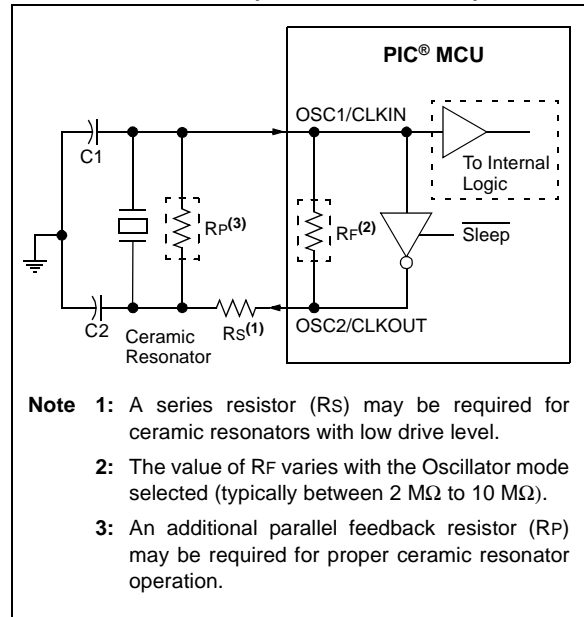 PIC® MCU
OSC1/CLKIN
C1
To Internal
Logic
RP(3)
RF(2)
Sleep
C2
Ceramic
Resonator
RS(1)
OSC2/CLKOUT
Note 1: A series resistor (RS) may be required for
ceramic resonators with low drive level.
2: The value of RF varies with the Oscillator mode
selected (typically between 2 MΩ to 10 MΩ).
3: An additional parallel feedback resistor (RP)
may be required for proper ceramic resonator
operation.